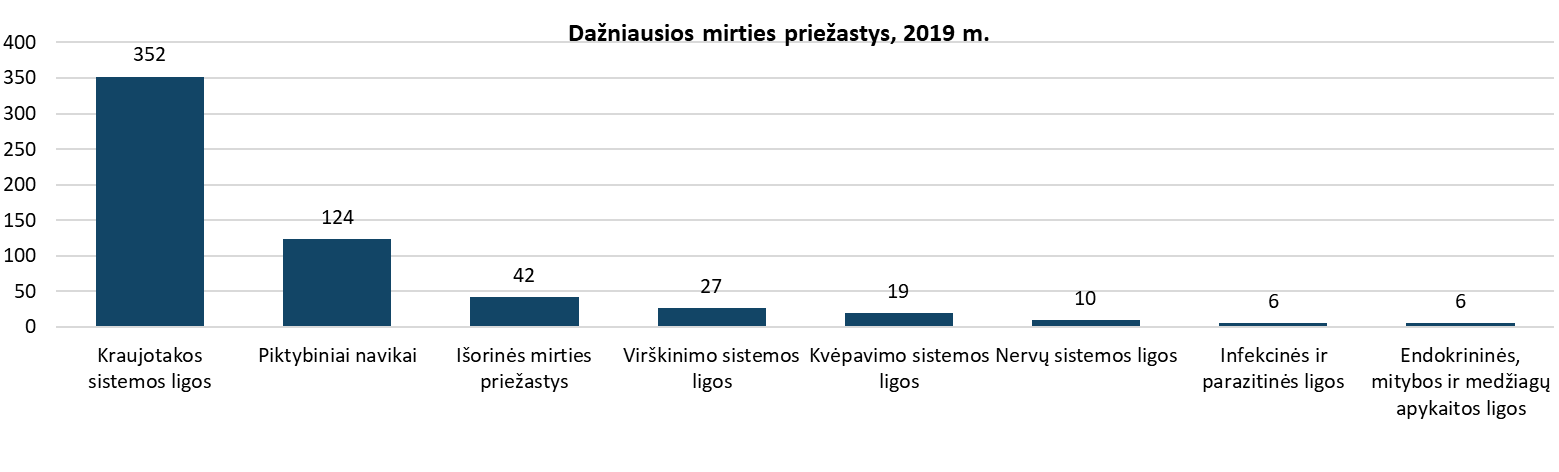 Dažniausios mirties priežastys, 2019 m.
400
350
300
250
200
150
100
50
0
352
124
42
27
19
10
6
6
Kraujotakos
sistemos ligos
Piktybiniai navikai
Išorinės mirties
priežastys
Virškinimo sistemos
ligos
Kvėpavimo sistemos
ligos
Nervų sistemos ligos
Infekcinės ir
parazitinės ligos
Endokrininės,
mitybos ir medžiagų
apykaitos ligos